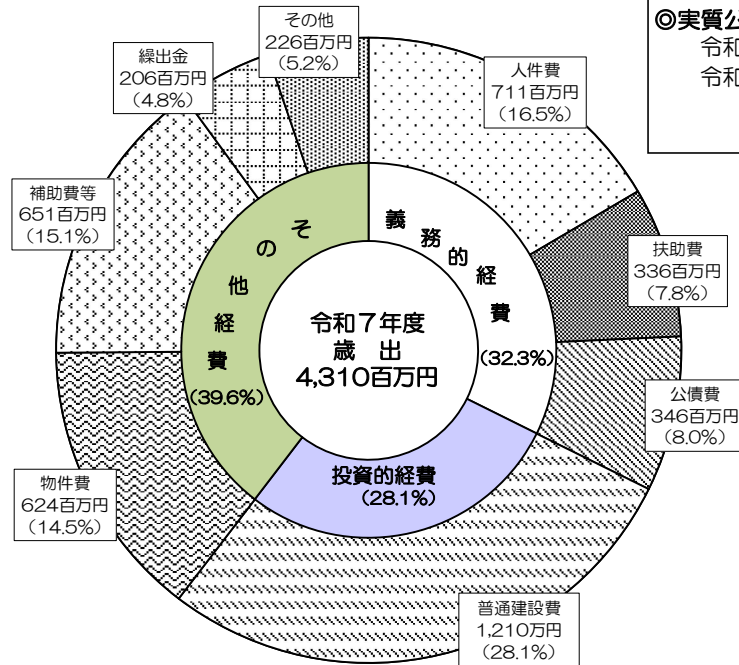 ◎実質公
令和
令和
その他
226百万円
(5.2%)
繰出金
206百万円
(4.8%)
人件費
711百万円
(16.5%)
補助費等
651百万円
(15.1%)
扶助費
336百万円
(7.8%)
その他経費
(39.6%)
義務的経費
(32.3%)
令和7年度
歳 出
4,310百万円
公債費
346百万円
(8.0%)
投資的経費
(28.1%)
物件費
624百万円
(14.5%)
普通建設費
1,210万円
(28.1%)